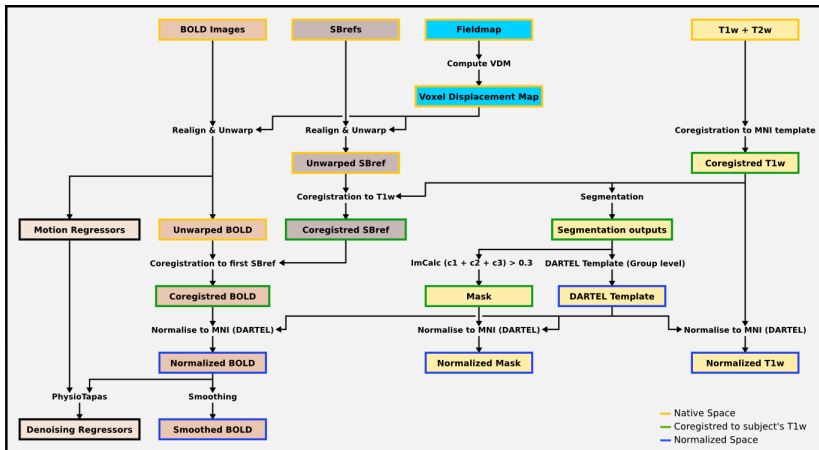 BOLD Images
SBrefs
Fieldmap
T1w + T2w
Compute VDM
Voxel Displacement Map
Realign & Unwarp
Realign & Unwarp
Coregistration to MNI template
Unwarped SBref
Coregistred T1w
Coregistration to T1w
Segmentation
Motion Regressors
Unwarped BOLD
Coregistred SBref
Segmentation outputs
Coregistration to first SBref
ImCalc (c1 + c2 + c3) > 0.3
DARTEL Template (Group level)
Coregistred BOLD
Mask
DARTEL Template
Normalise to MNI (DARTEL)
Normalise to MNI (DARTEL)
Normalise to MNI (DARTEL)
Normalized BOLD
Normalized Mask
Normalized T1w
PhysioTapas
Smoothing
Denoising Regressors
Smoothed BOLD
Native Space
Coregistred to subject's T1w
Normalized Space